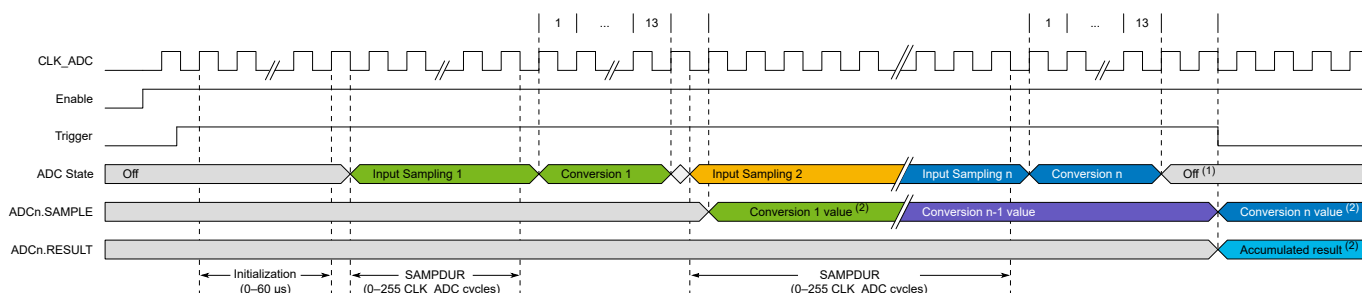 1 ... 13
1 ... 13
CLK_ADC
Enable
Trigger
ADC State
Off
Input Sampling 1
Conversion 1
Input Sampling 2
Input Sampling n
Conversion n
Off (1)
ADCn.SAMPLE
Conversion 1 value (2)
Conversion n-1 value
Conversion n value (2)
ADCn.RESULT
Accumulated result (2)
Initialization
(0–60 µs)
SAMPDUR
(0–255 CLK_ADC cycles)
SAMPDUR
(0–255 CLK_ADC cycles)